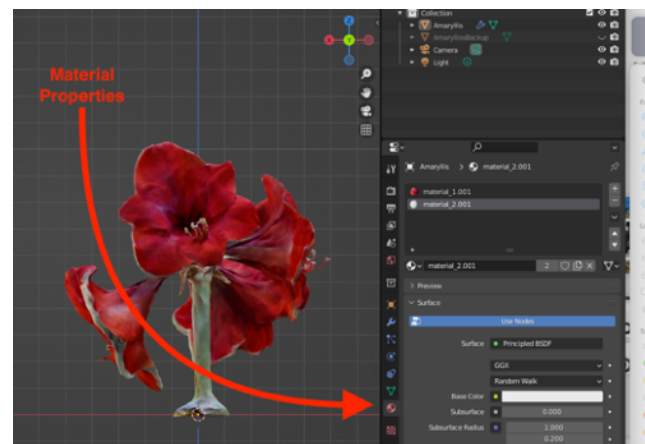 Material
Properties
Collection
Amaryllis
AmaryllisBackup
Camera
Light
Amaryllis > material_2.001
material_1.001
material_2.001
material_2.001 2
Preview
Surface
Use Nodes
Surface Principled BSDF
GGX
Random Walk
Base Color
Subsurface 0.000
Subsurface Radius 1.000
0.200